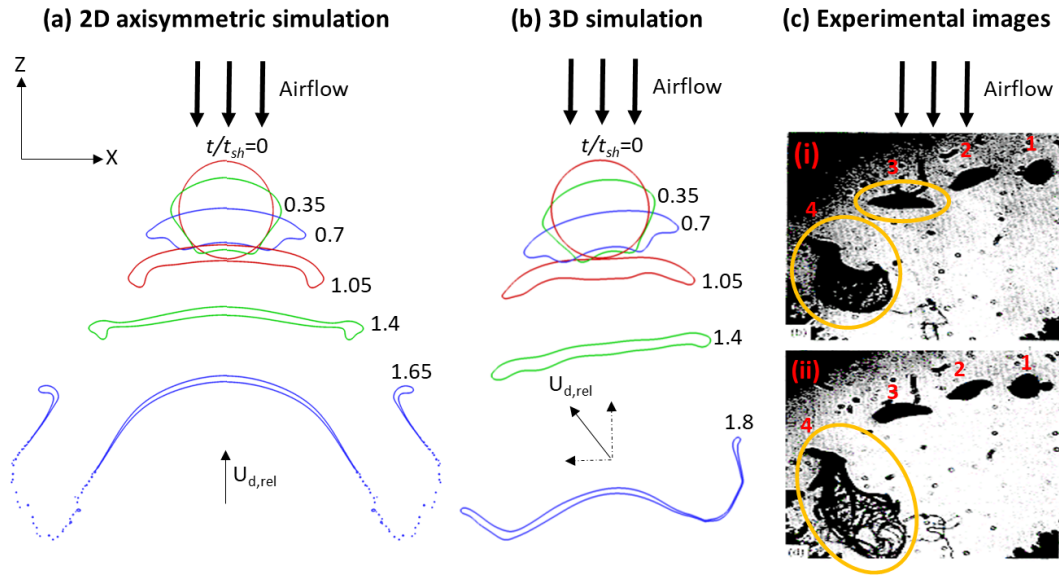 (a) 2D axisymmetric simulation
(b) 3D simulation
(c) Experimental images
Z
X
Airflow
t/tsh=0
0.35
0.7
1.05
1.4
1.65
Ud,rel
Airflow
t/tsh=0
0.35
0.7
1.05
1.4
Ud,rel
1.8
Airflow
(i)
1
2
3
4
(b)
(ii)
1
2
3
4
(d)